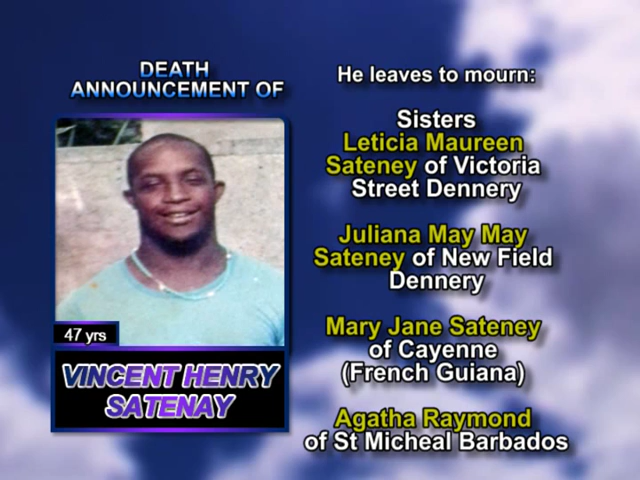 DEATH
ANNOUNCEMENT OF
47 yrs
VINCENT HENRY
SATENAY
He leaves to mourn:
Sisters
Leticia Maureen
Sateney of Victoria
Street Dennery
Juliana May May
Sateney of New Field
Dennery
Mary Jane Sateney
of Cayenne
(French Guiana)
Agatha Raymond
of St Micheal Barbados